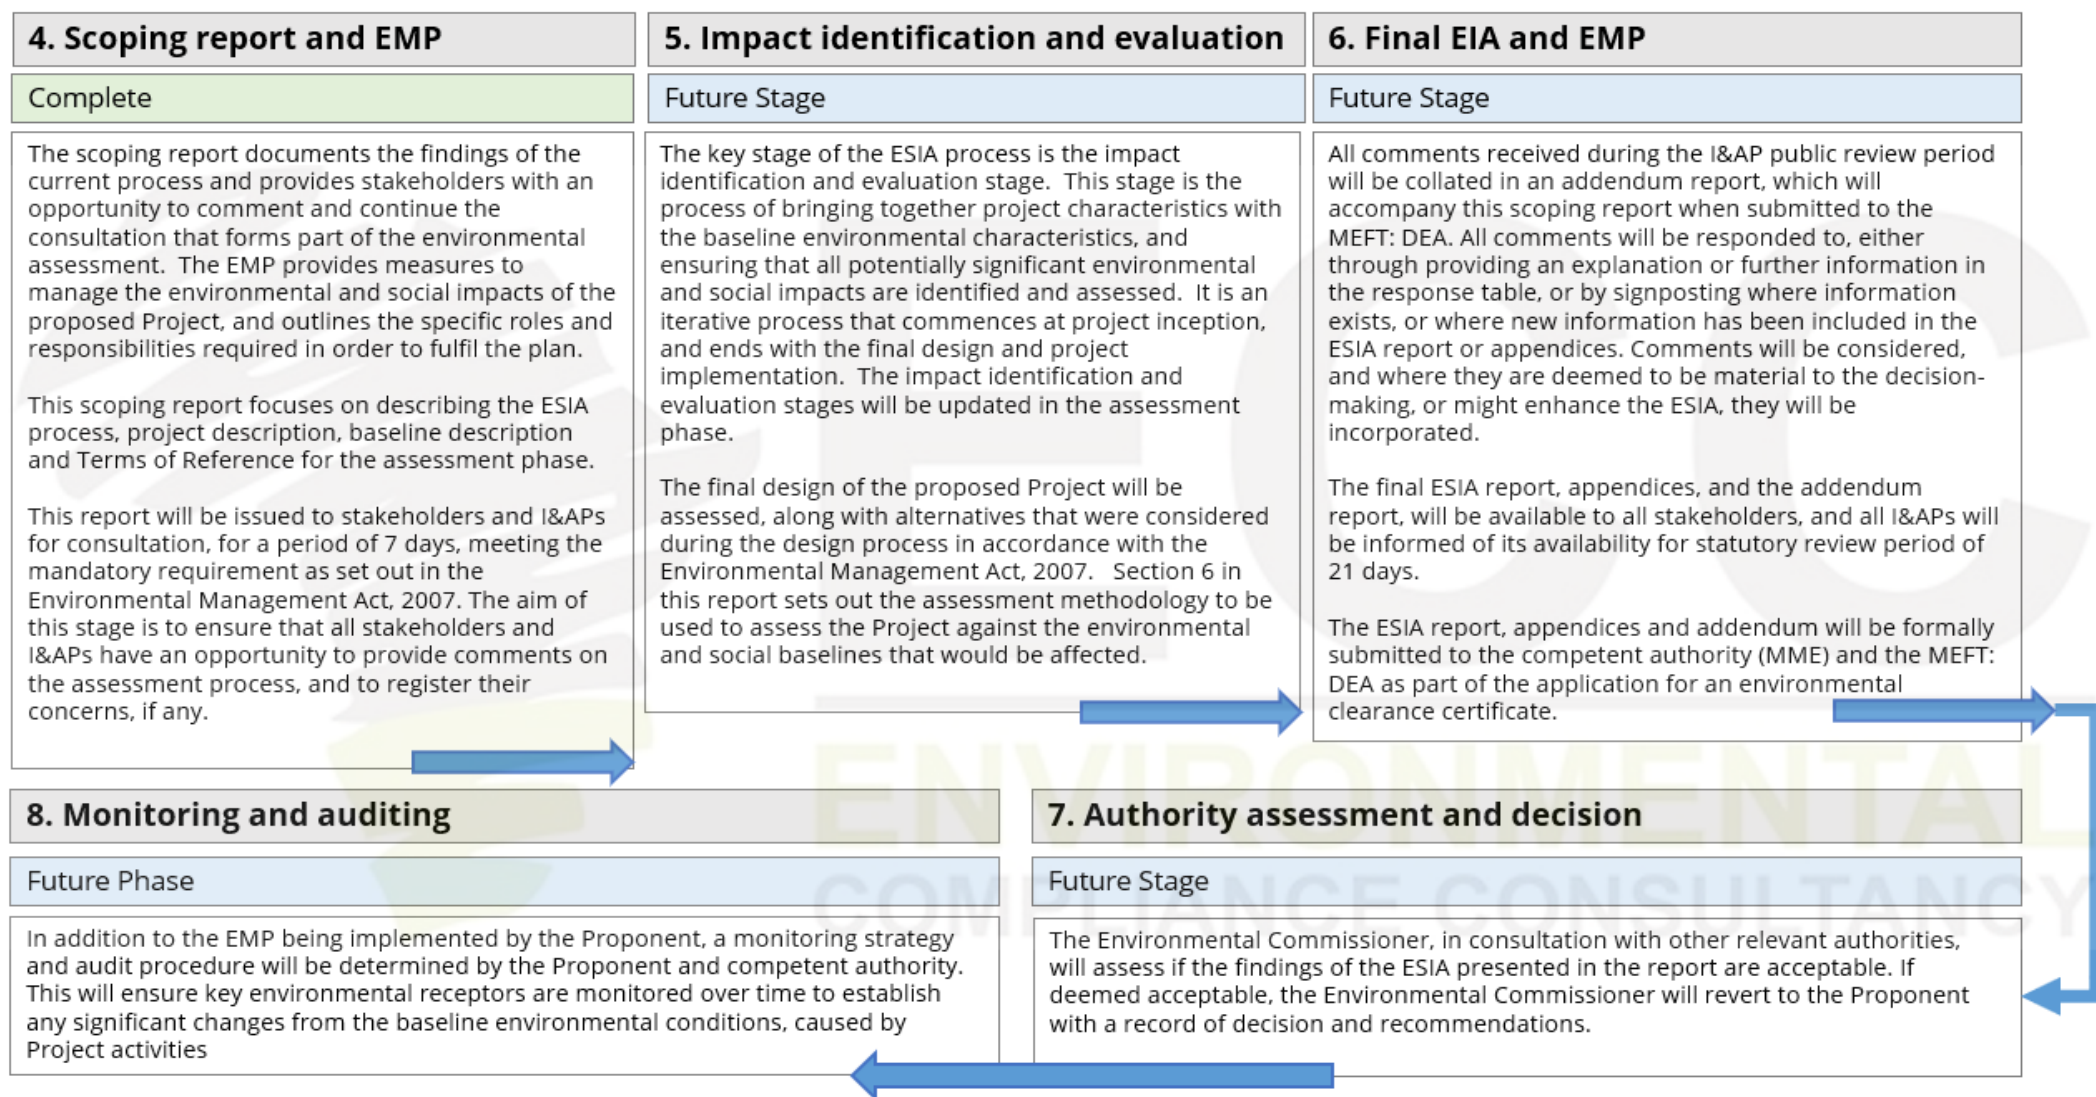 4. Scoping report and EMP
Complete
The scoping report documents the findings of the
current process and provides stakeholders with an
opportunity to comment and continue the
consultation that forms part of the environmental
assessment.  The EMP provides measures to
manage the environmental and social impacts of the
proposed Project, and outlines the specific roles and
responsibilities required in order to fulfil the plan.
This scoping report focuses on describing the ESIA
process, project description, baseline description
and Terms of Reference for the assessment phase.
This report will be issued to stakeholders and I&APs
for consultation, for a period of 7 days, meeting the
mandatory requirement as set out in the
Environmental Management Act, 2007. The aim of
this stage is to ensure that all stakeholders and
I&APs have an opportunity to provide comments on
the assessment process, and to register their
concerns, if any.
5. Impact identification and evaluation
Future Stage
The key stage of the ESIA process is the impact
identification and evaluation stage.  This stage is the
process of bringing together project characteristics with
the baseline environmental characteristics, and
ensuring that all potentially significant environmental
and social impacts are identified and assessed.  It is an
iterative process that commences at project inception,
and ends with the final design and project
implementation.  The impact identification and
evaluation stages will be updated in the assessment
phase.
The final design of the proposed Project will be
assessed, along with alternatives that were considered
during the design process in accordance with the
Environmental Management Act, 2007.   Section 6 in
this report sets out the assessment methodology to be
used to assess the Project against the environmental
and social baselines that would be affected.
6. Final EIA and EMP
Future Stage
All comments received during the I&AP public review period
will be collated in an addendum report, which will
accompany this scoping report when submitted to the
MEFT: DEA. All comments will be responded to, either
through providing an explanation or further information in
the response table, or by signposting where information
exists, or where new information has been included in the
ESIA report or appendices. Comments will be considered,
and where they are deemed to be material to the decision-
making, or might enhance the ESIA, they will be
incorporated.
The final ESIA report, appendices, and the addendum
report, will be available to all stakeholders, and all I&APs will
be informed of its availability for statutory review period of
21 days.
The ESIA report, appendices and addendum will be formally
submitted to the competent authority (MME) and the MEFT:
DEA as part of the application for an environmental
clearance certificate.
8. Monitoring and auditing
Future Phase
In addition to the EMP being implemented by the Proponent, a monitoring strategy
and audit procedure will be determined by the Proponent and competent authority.
This will ensure key environmental receptors are monitored over time to establish
any significant changes from the baseline environmental conditions, caused by
Project activities
7. Authority assessment and decision
Future Stage
The Environmental Commissioner, in consultation with other relevant authorities,
will assess if the findings of the ESIA presented in the report are acceptable. If
deemed acceptable, the Environmental Commissioner will revert to the Proponent
with a record of decision and recommendations.
ECC
ENVIRONMENTAL
COMPLIANCE CONSULTANCY